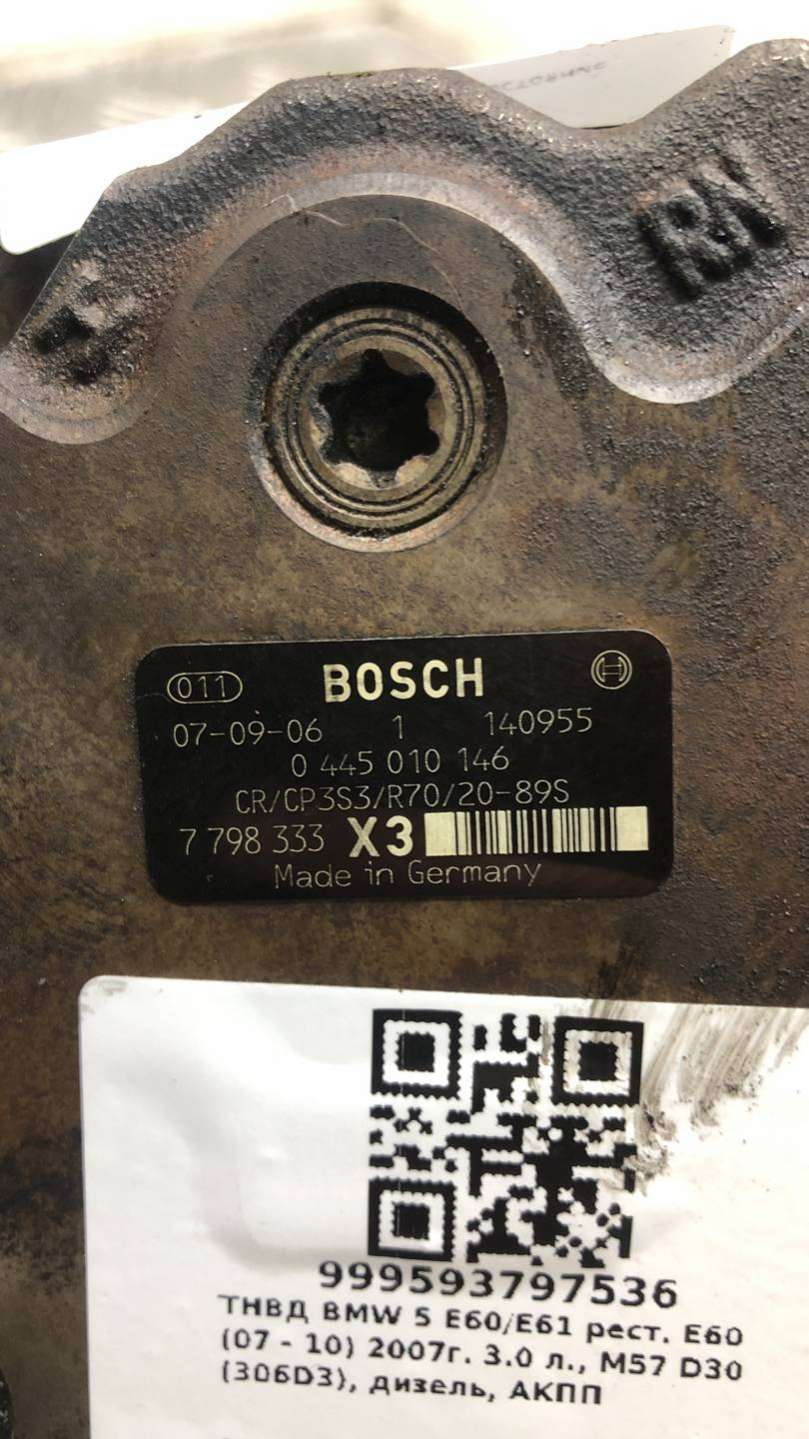 RN
011 BOSCH
07-09-06 1 140955
0 445 010 146
CR/CP3S3/R70/20-89S
7 798 333 X3
Made in Germany
999593797536
ТНВД BMW 5 E60/E61 рест. E60
(07 - 10) 2007г. 3.0 л., M57 D30
(306D3), дизель, АКПП